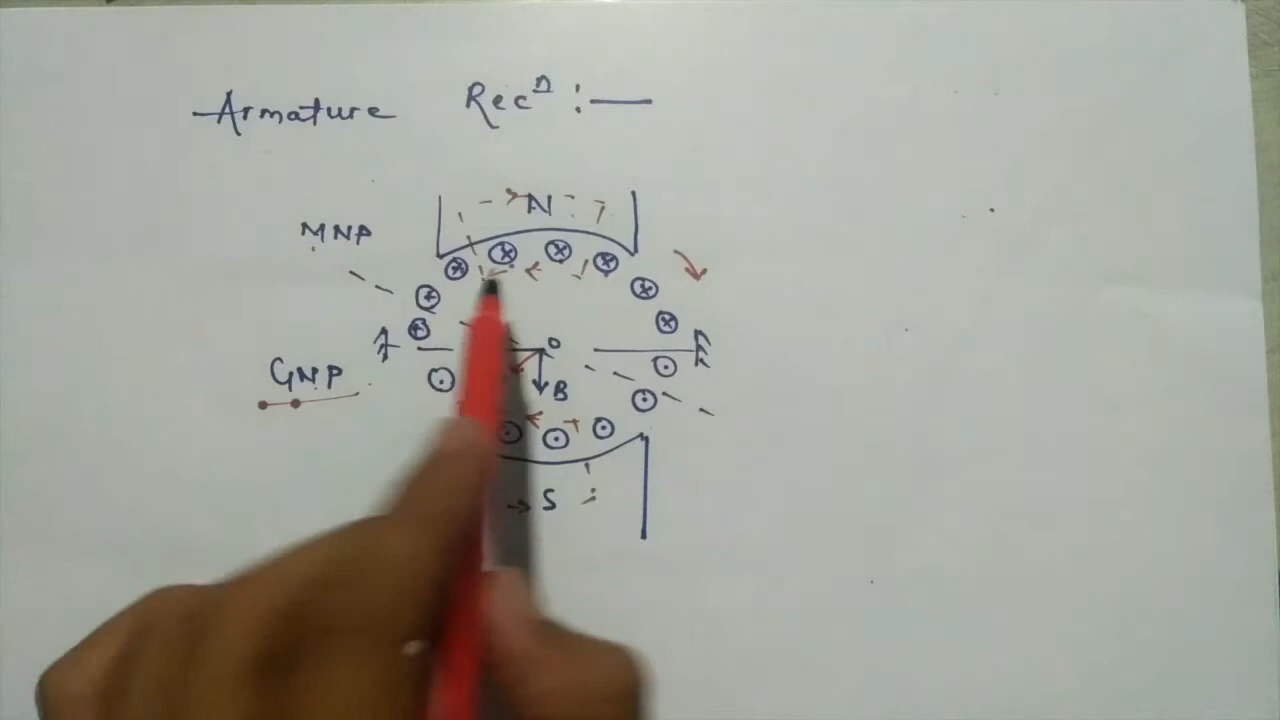 Armature Recⁿ :—
N
MNP
O
GNP
B
S